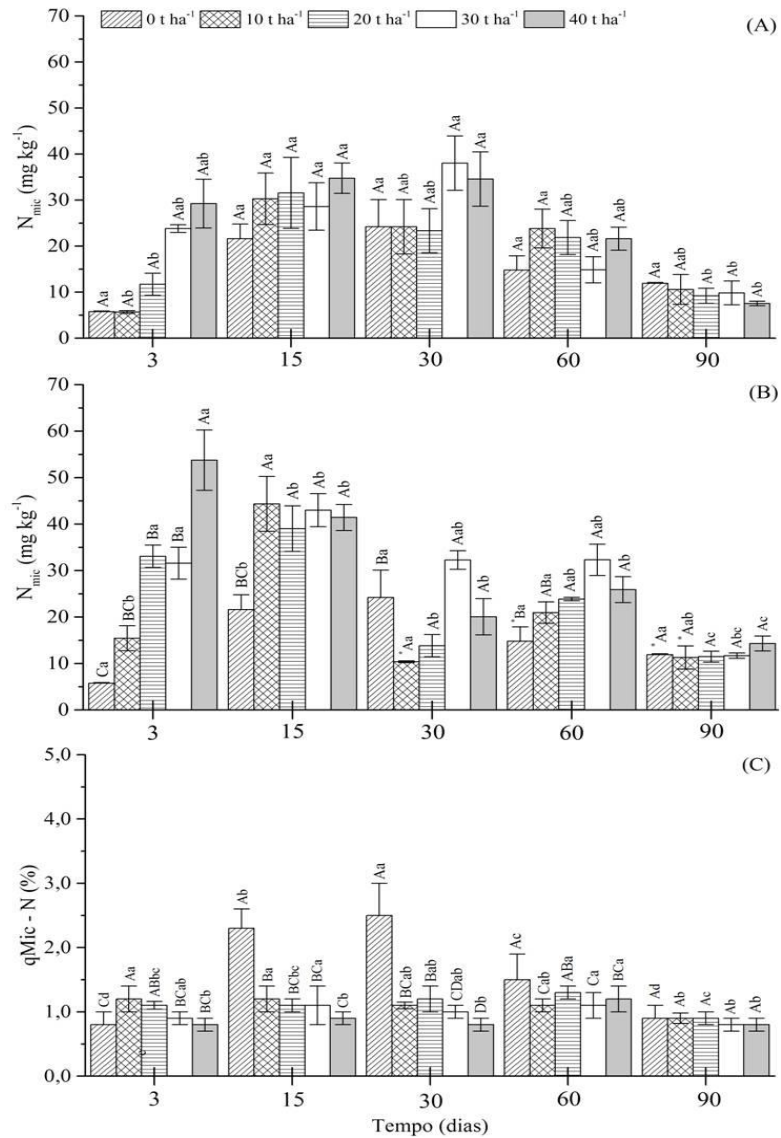 0 t ha⁻¹ 10 t ha⁻¹ 20 t ha⁻¹ 30 t ha⁻¹ 40 t ha⁻¹
(A)
N_mic (mg kg⁻¹)
70
60
50
40
30
20
10
0
Aa Ab Ab Aab Aab
Aa Aa Aa Aa Aa
Aa Aa Aab Aa Aa
Aa Aa Aab Aab Ab
Aa Aab Ab Ab Ab
3 15 30 60 90
(B)
N_mic (mg kg⁻¹)
70
60
50
40
30
20
10
0
Ca BCb Ba Ba Aa
BCb Aa Ab Ab Ab
Ba *Aa Ab Aab Ab
*Ba ABa Aab Aab Ab
*Aa *Aab Ac Abc Ac
3 15 30 60 90
(C)
qMic - N (%)
5,0
4,0
3,0
2,0
1,0
0,0
Cd Aa ABbc BCab BCb
Ab Ba BCbc BCa Cb
Aa BCab Bab CDab Db
Ac Cab ABa Ca BCa
Ad Ab Ac Ab Ab
3 15 30 60 90
Tempo (dias)